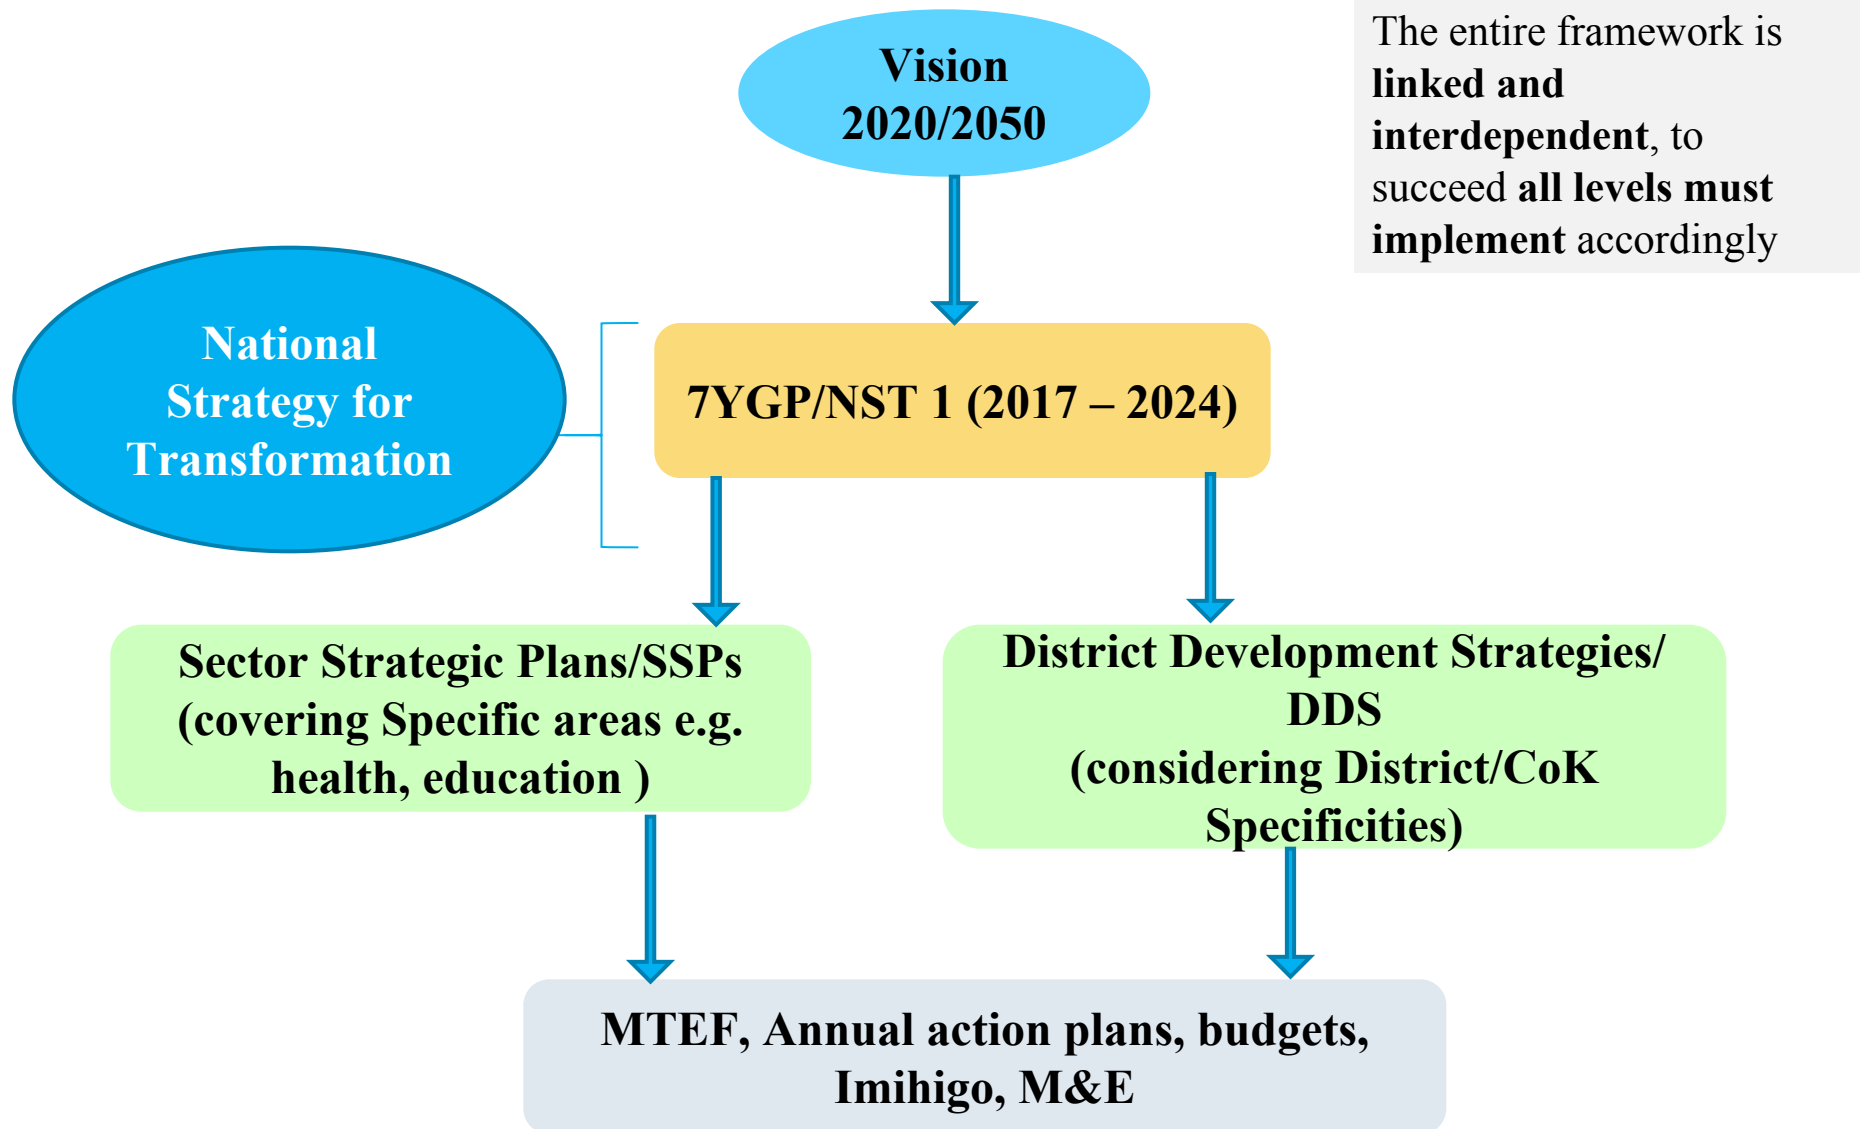 Vision
2020/2050
The entire framework is
linked and
interdependent, to
succeed all levels must
implement accordingly
National
Strategy for
Transformation
7YGP/NST 1 (2017 – 2024)
Sector Strategic Plans/SSPs
(covering Specific areas e.g.
health, education )
District Development Strategies/
DDS
(considering District/CoK
Specificities)
MTEF, Annual action plans, budgets,
Imihigo, M&E